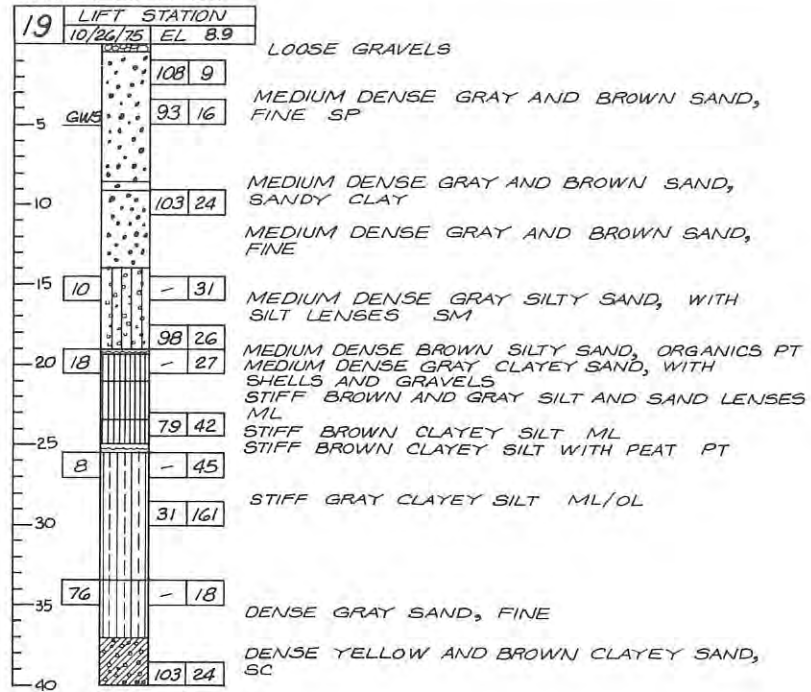 19
LIFT STATION
10/26/75 EL 8.9
LOOSE GRAVELS
108 9
MEDIUM DENSE GRAY AND BROWN SAND,
FINE SP
GWS
93 16
5
MEDIUM DENSE GRAY AND BROWN SAND,
SANDY CLAY
10
103 24
MEDIUM DENSE GRAY AND BROWN SAND,
FINE
15
10 - 31
MEDIUM DENSE GRAY SILTY SAND, WITH
SILT LENSES SM
98 26
MEDIUM DENSE BROWN SILTY SAND, ORGANICS PT
20
18 - 27
MEDIUM DENSE GRAY CLAYEY SAND, WITH
SHELLS AND GRAVELS
STIFF BROWN AND GRAY SILT AND SAND LENSES
ML
79 42
STIFF BROWN CLAYEY SILT ML
25
STIFF BROWN CLAYEY SILT WITH PEAT PT
8 - 45
STIFF GRAY CLAYEY SILT ML/OL
31 161
30
76 - 18
35
DENSE GRAY SAND, FINE
DENSE YELLOW AND BROWN CLAYEY SAND,
SC
103 24
40